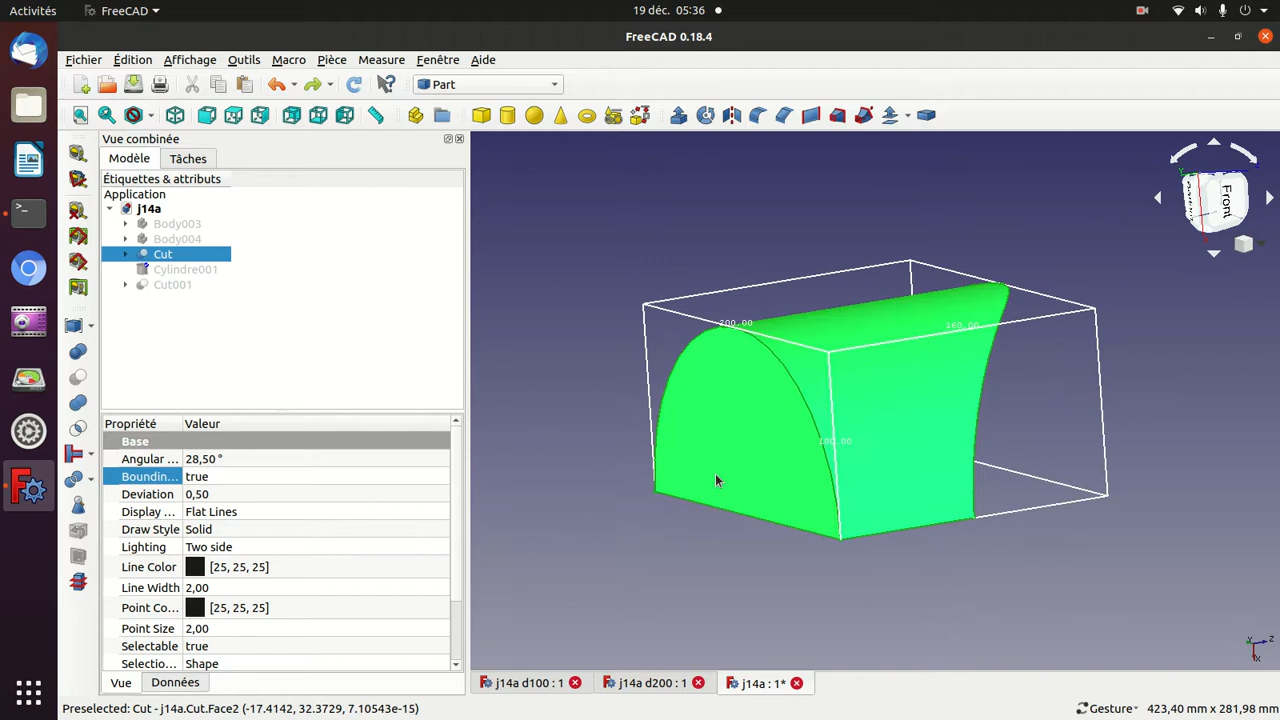 Activités FreeCAD 19 déc. 05:36
FreeCAD 0.18.4
Fichier Édition Affichage Outils Macro Pièce Measure Fenêtre Aide
Part
Vue combinée
Modèle Tâches
Étiquettes & attributs
Application
j14a
Body003
Body004
Cut
Cylindre001
Cut001
Propriété Valeur
Base
Angular ... 28,50 °
Boundin... true
Deviation 0,50
Display ... Flat Lines
Draw Style Solid
Lighting Two side
Line Color [25, 25, 25]
Line Width 2,00
Point Co... [25, 25, 25]
Point Size 2,00
Selectable true
Selectio... Shape
Vue Données
200.00
160.00
Front
j14a d100 : 1 j14a d200 : 1 j14a : 1*
Preselected: Cut - j14a.Cut.Face2 (-17.4142, 32.3729, 7.10543e-15)
Gesture 423,40 mm x 281,98 mm